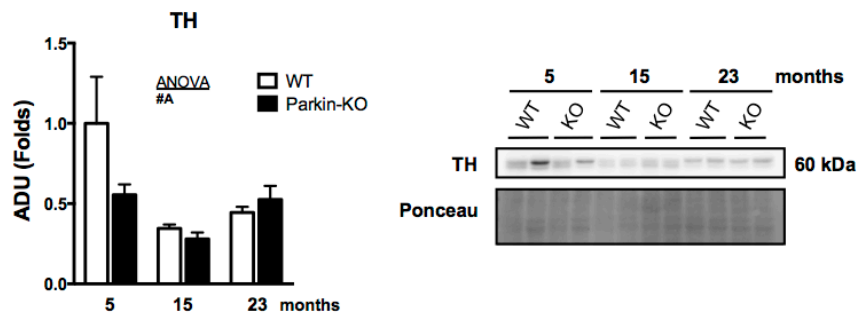 TH
1.5
1.0
0.5
0.0
ADU (Folds)
ANOVA
#A
WT
Parkin-KO
5 15 23 months
5 15 23 months
WT KO WT KO WT KO
TH 60 kDa
Ponceau